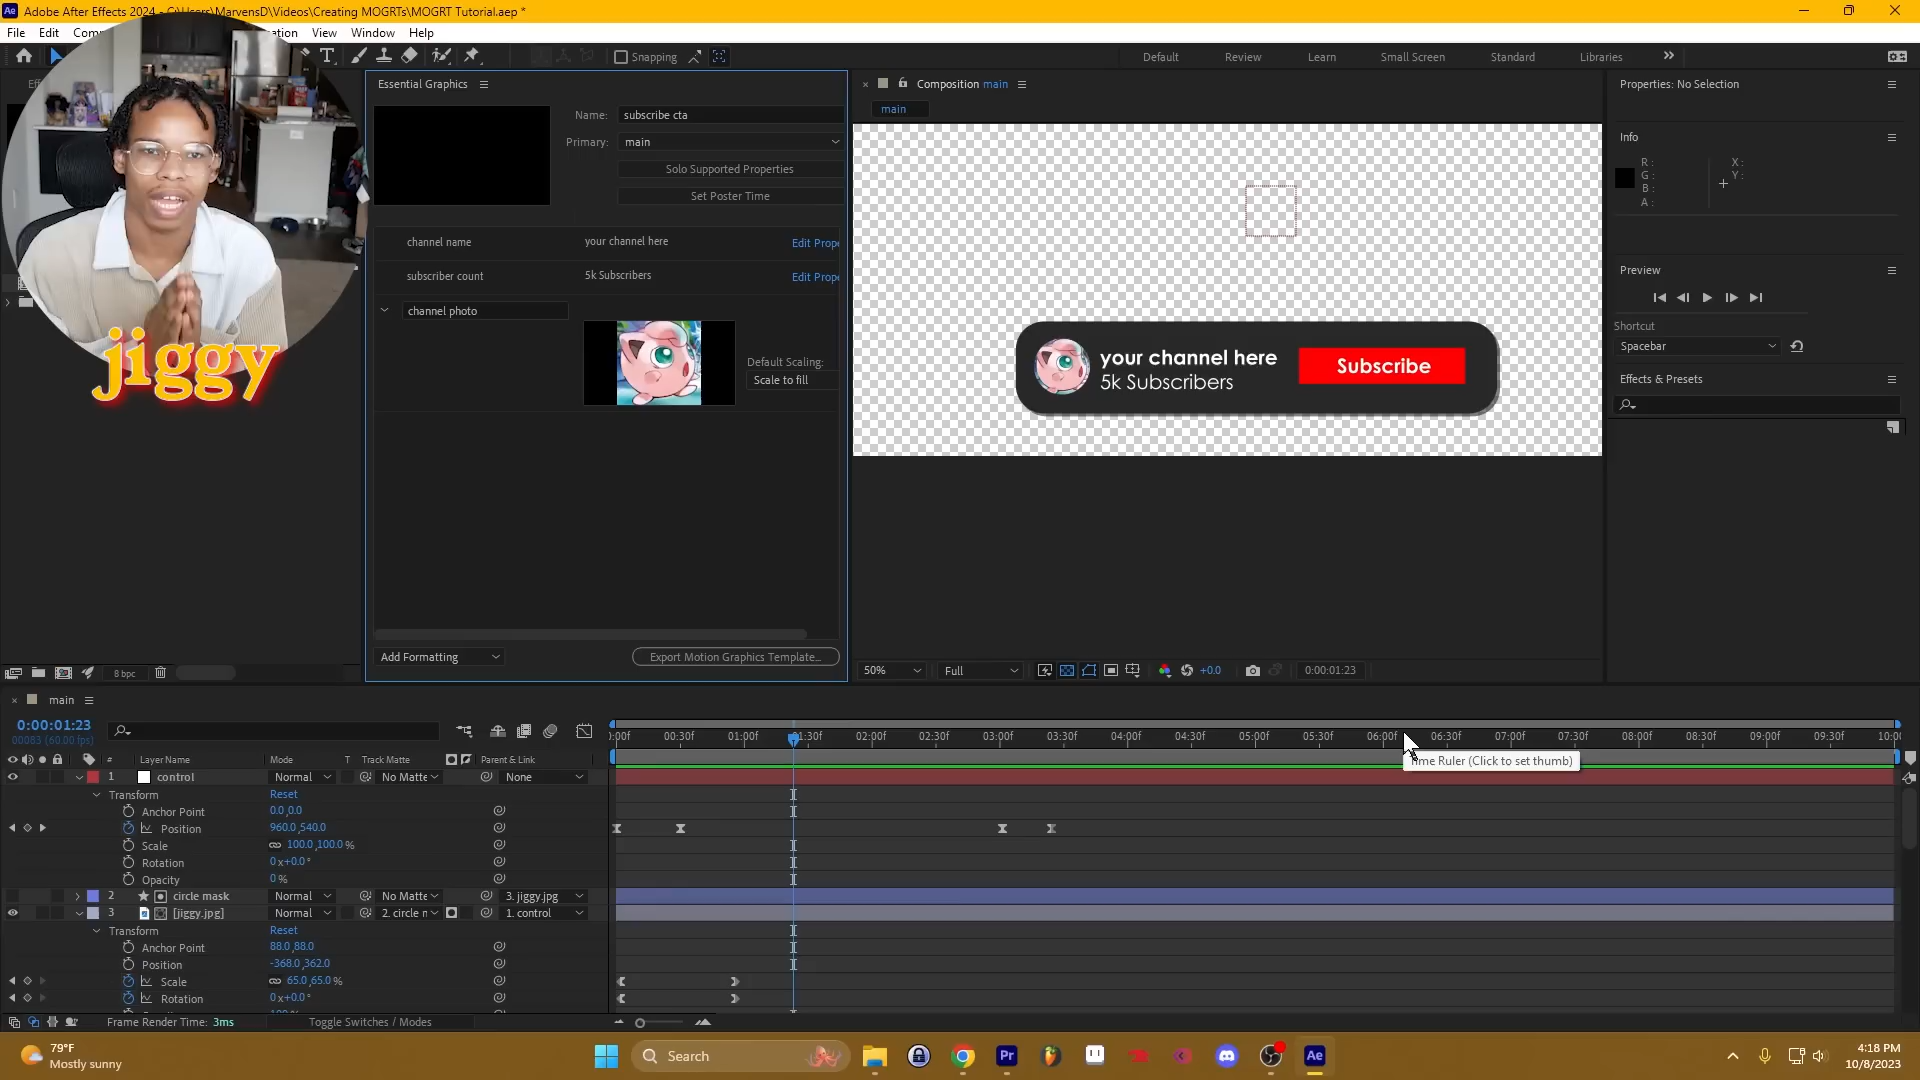 Adobe After Effects 2024 - C:\Users\MarvensD\Videos\Creating MOGRTs\MOGRT Tutorial.aep *
File Edit View Window Help
Snapping
Default Review Learn Small Screen Standard Libraries
Essential Graphics
Name: subscribe cta
Primary: main
Solo Supported Properties
Set Poster Time
channel name your channel here Edit Prope
subscriber count 5k Subscribers Edit Prope
channel photo
Default Scaling:
Scale to fill
Add Formatting
Export Motion Graphics Template...
jiggy
8 bpc
Composition main
main
your channel here
5k Subscribers
Subscribe
50% Full +0.0 0:00:01:23
Properties: No Selection
Info
R: X:
G: Y:
B:
A:
Preview
Shortcut
Spacebar
Effects & Presets
main
0:00:01:23
00083 (60.00 fps)
:00f 00:30f 01:00f 01:30f 02:00f 02:30f 03:00f 03:30f 04:00f 04:30f 05:00f 05:30f 06:00f 06:30f 07:00f 07:30f 08:00f 08:30f 09:00f 09:30f 10:00
# Layer Name Mode T Track Matte Parent & Link
Time Ruler (Click to set thumb)
1 control Normal No Matte None
Transform Reset
Anchor Point 0.0,0.0
Position 960.0,540.0
Scale 100.0,100.0%
Rotation 0x+0.0°
Opacity 0%
2 circle mask Normal No Matte 3. jiggy.jpg
3 [jiggy.jpg] Normal 2. circle m 1. control
Transform Reset
Anchor Point 88.0,88.0
Position -368.0,362.0
Scale 65.0,65.0%
Rotation 0x+0.0°
Frame Render Time: 3ms Toggle Switches / Modes
79°F
Mostly sunny
Search
Pr
Ae
4:18 PM
10/8/2023